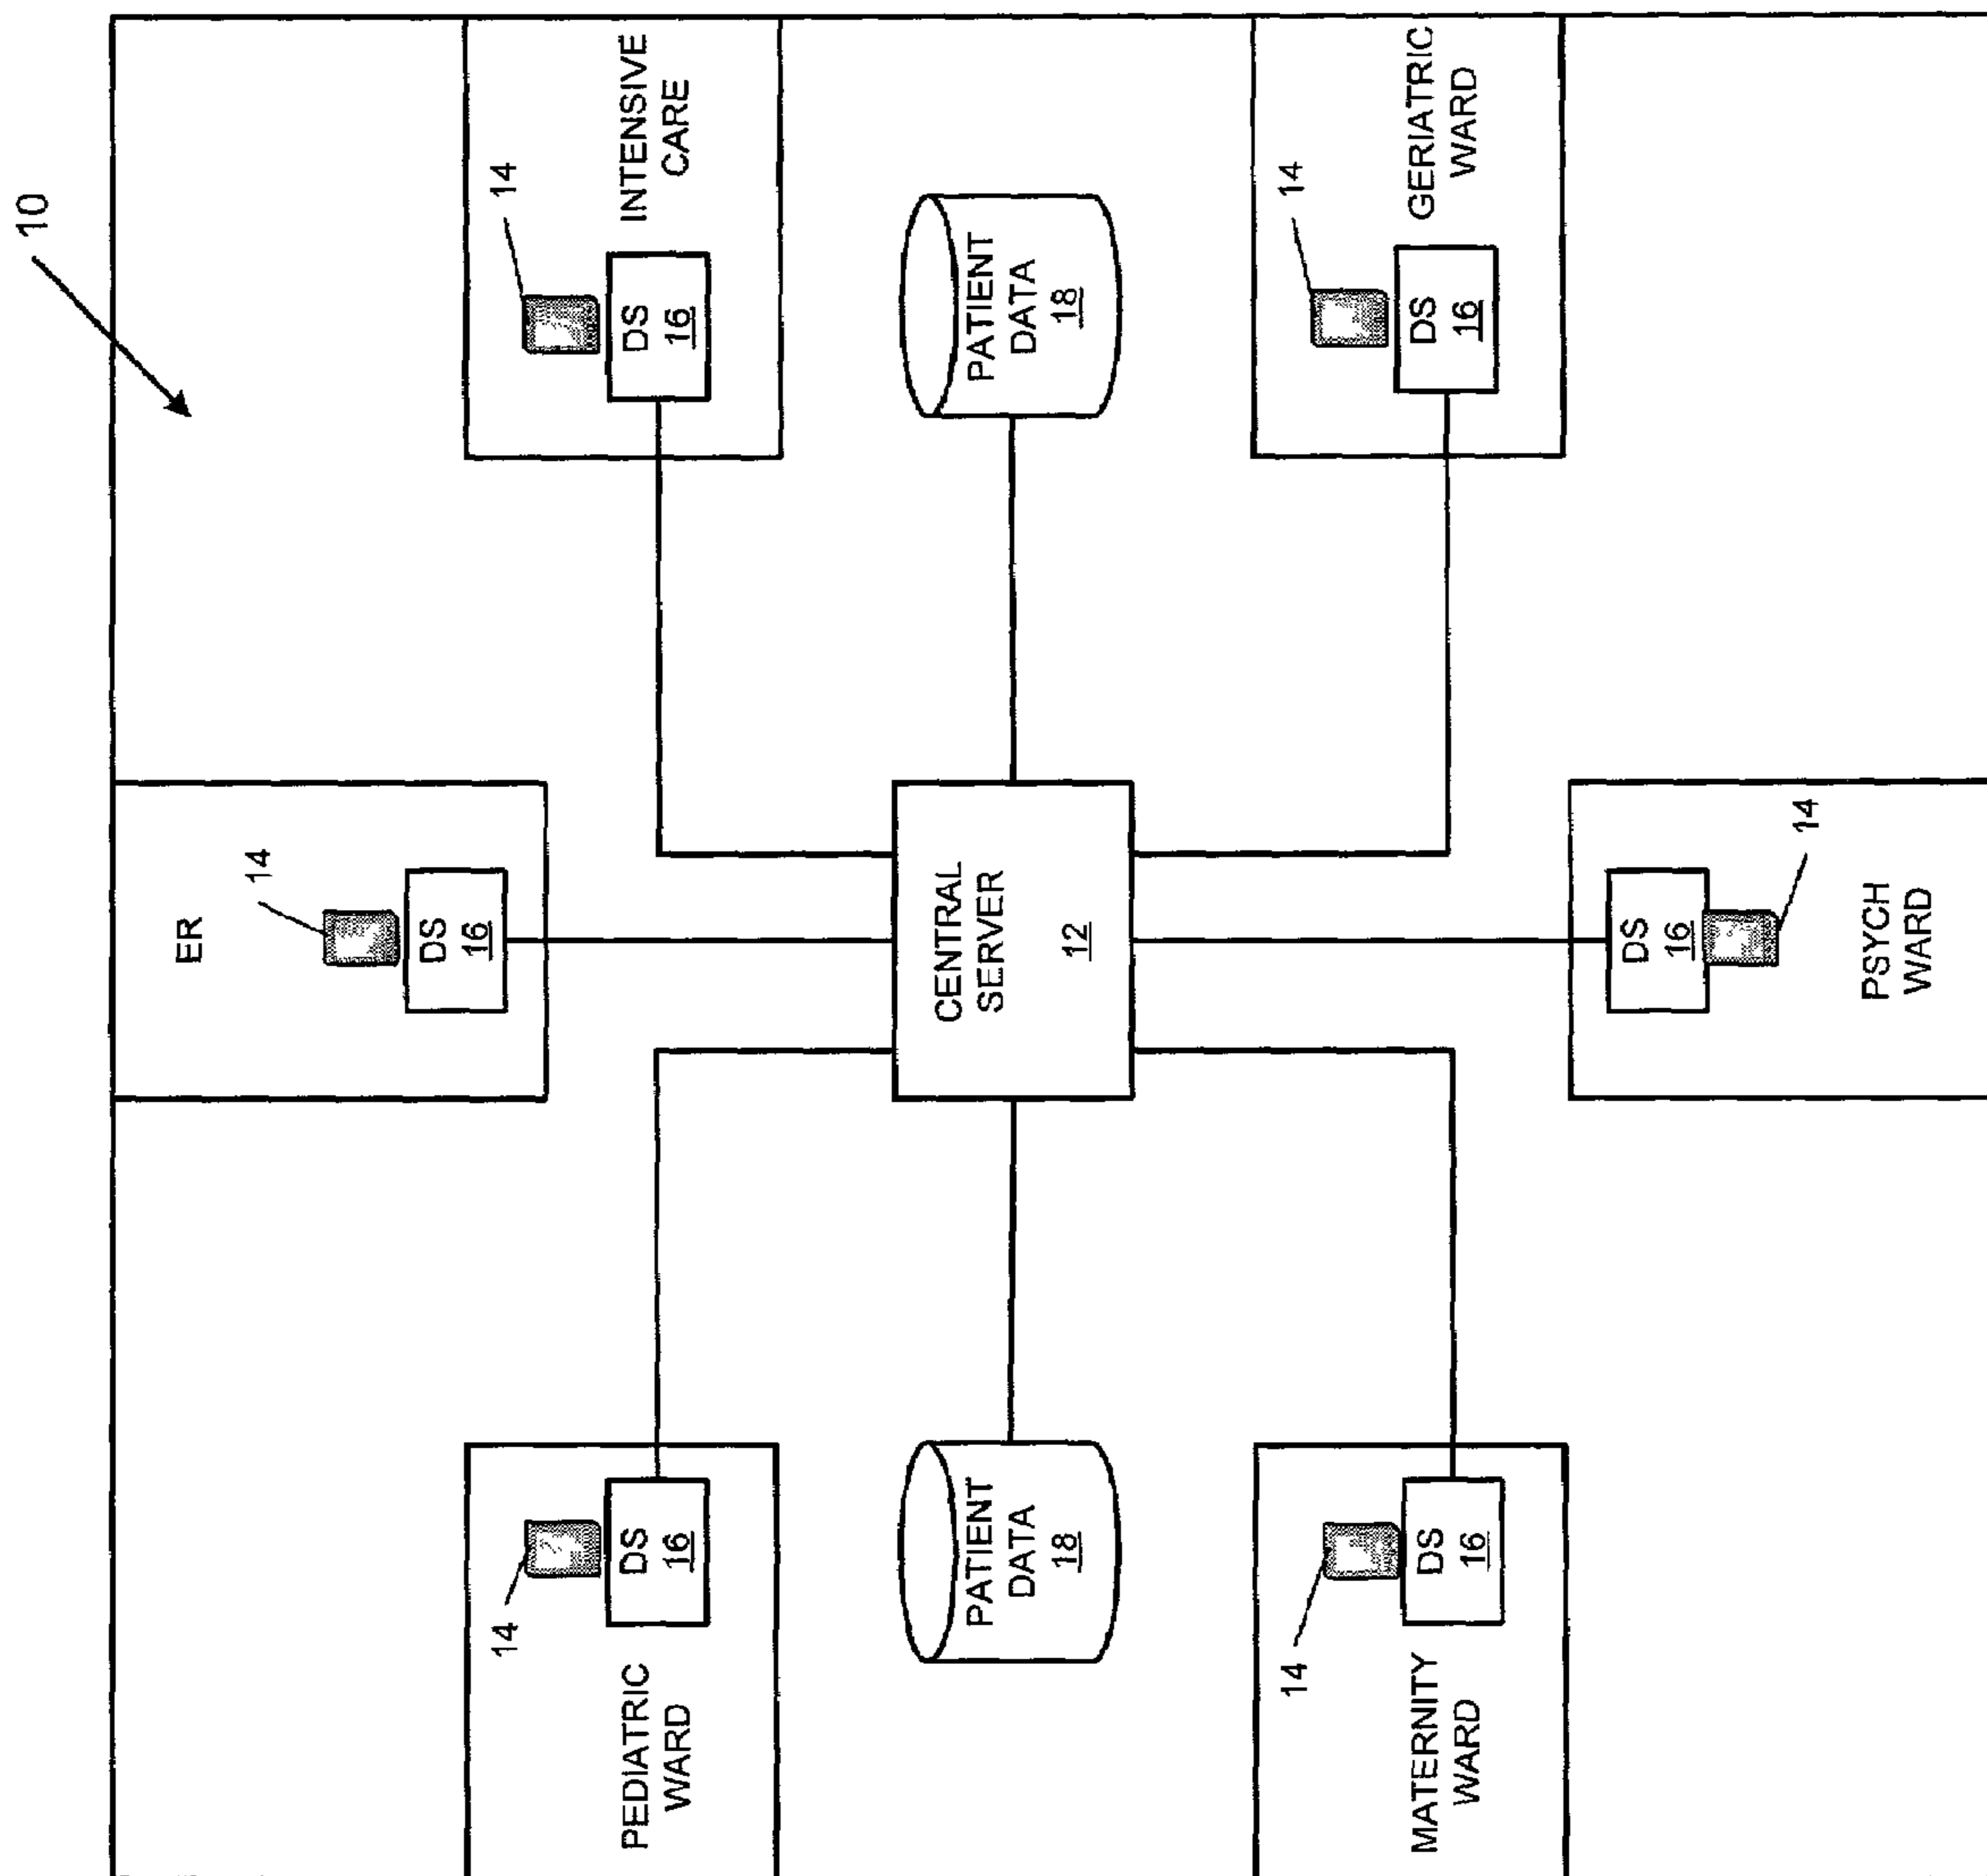 10
ER
14
DS
16
14
DS
16
PEDIATRIC
WARD
14
DS
16
INTENSIVE
CARE
PATIENT
DATA
18
CENTRAL
SERVER
12
PATIENT
DATA
18
14
DS
16
MATERNITY
WARD
14
DS
16
GERIATRIC
WARD
DS
16
14
PSYCH
WARD